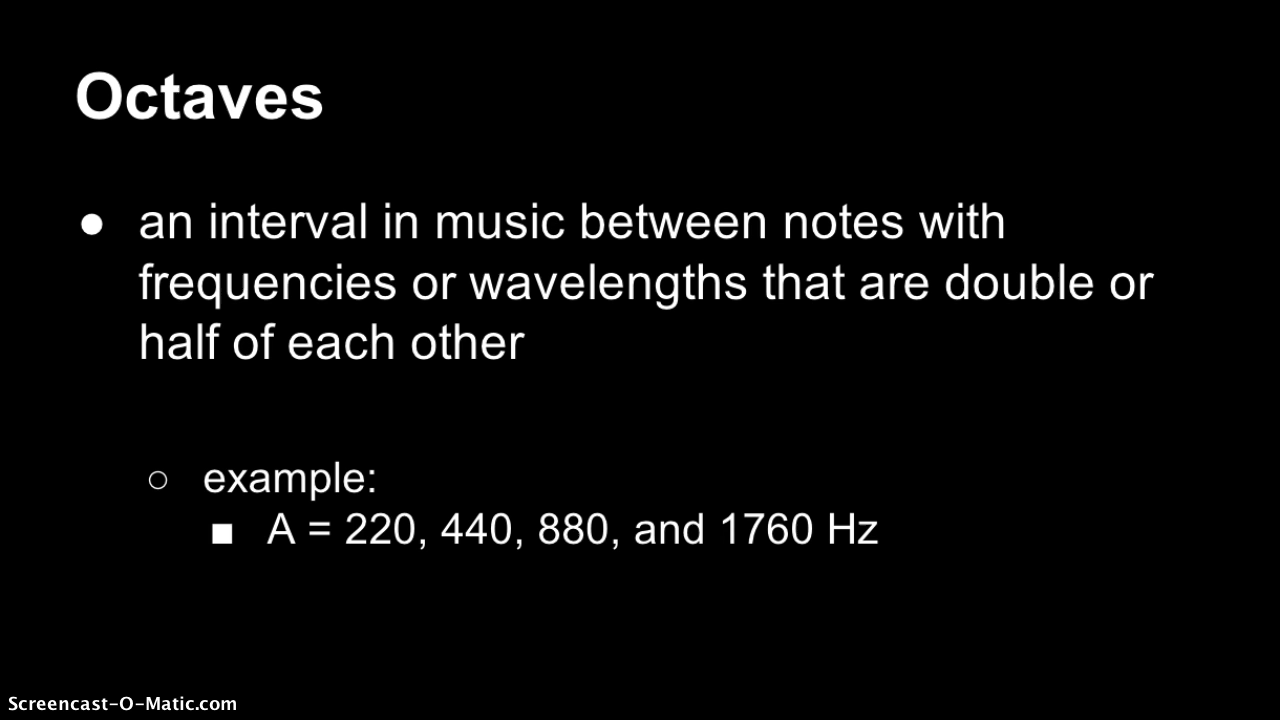 Octaves
● an interval in music between notes with
frequencies or wavelengths that are double or
half of each other
○ example:
■ A = 220, 440, 880, and 1760 Hz
Screencast-O-Matic.com